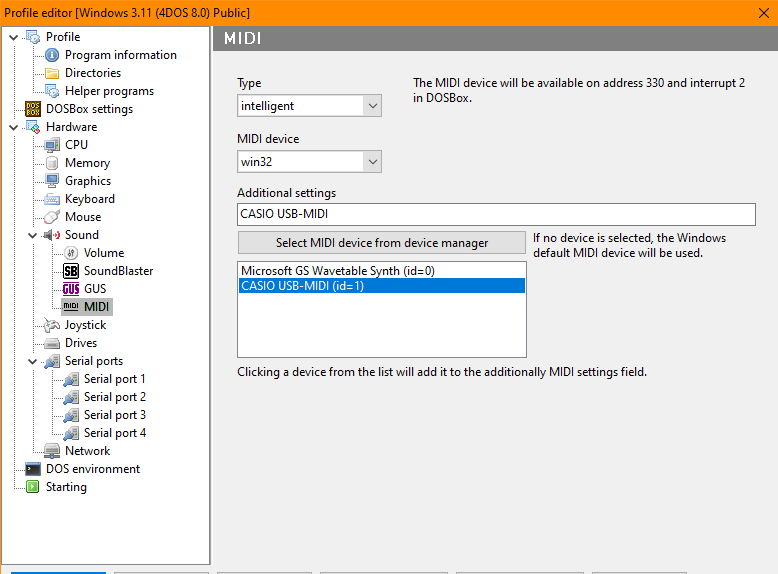 Profile editor [Windows 3.11 (4DOS 8.0) Public]
Profile
Program information
Directories
Helper programs
DOS
BOX
DOSBox settings
Hardware
CPU
Memory
Graphics
Keyboard
Mouse
Sound
Volume
SB
SoundBlaster
GUS
GUS
MIDI
MIDI
Joystick
Drives
Serial ports
Serial port 1
Serial port 2
Serial port 3
Serial port 4
Network
DOS environment
Starting
MIDI
Type
intelligent
The MIDI device will be available on address 330 and interrupt 2
in DOSBox.
MIDI device
win32
Additional settings
CASIO USB-MIDI
Select MIDI device from device manager
If no device is selected, the Windows
default MIDI device will be used.
Microsoft GS Wavetable Synth (id=0)
CASIO USB-MIDI (id=1)
Clicking a device from the list will add it to the additionally MIDI settings field.